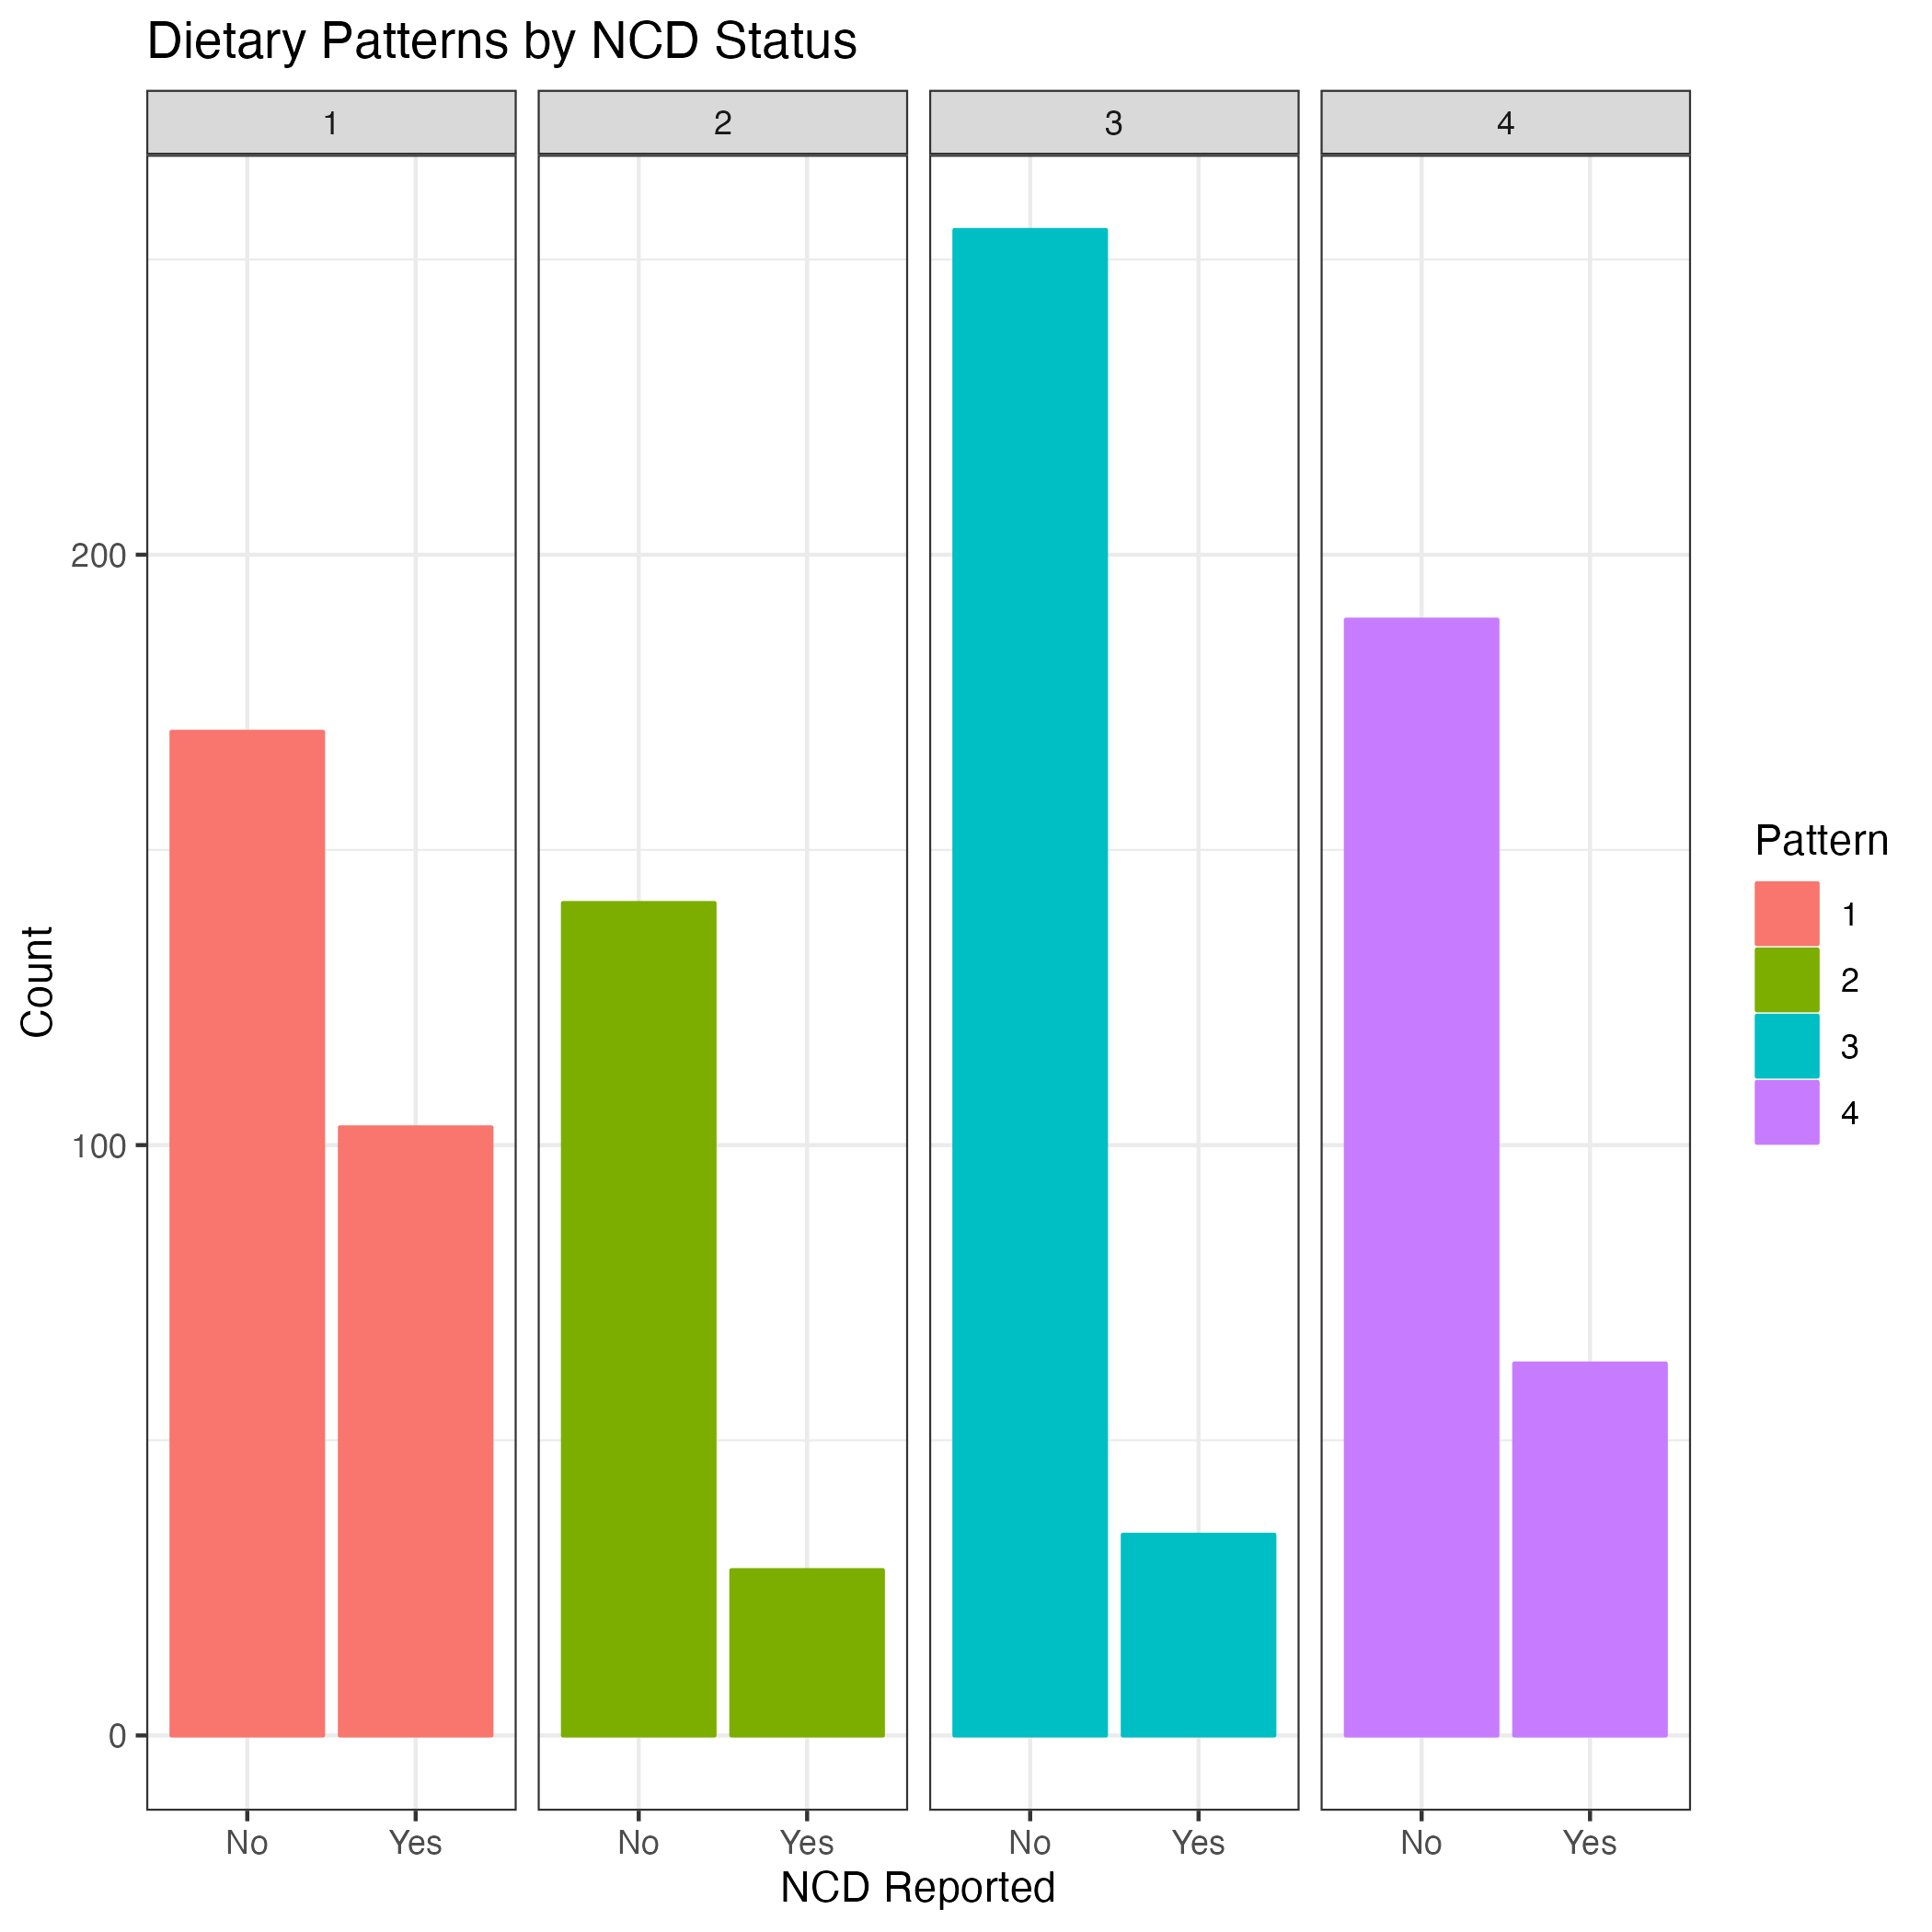 Dietary Patterns by NCD Status
1 2 3 4
200
100
0
Count
No Yes No Yes No Yes No Yes
NCD Reported
Pattern
1
2
3
4